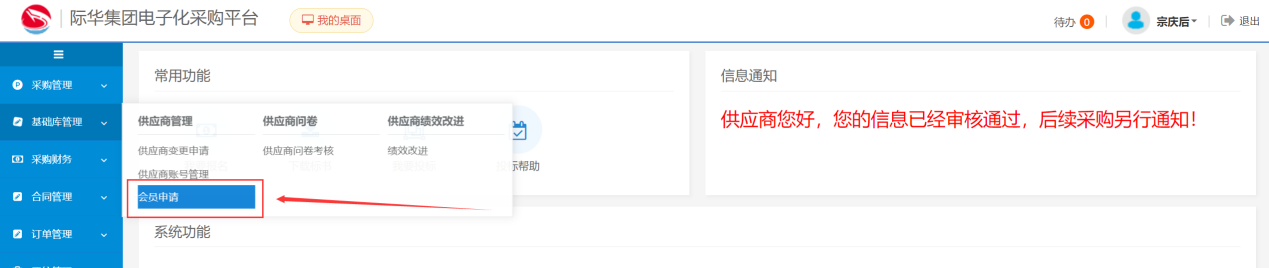 际华集团电子化采购平台
我的桌面
待办 0
宗庆后
退出
采购管理
基础库管理
采购财务
合同管理
订单管理
常用功能
供应商管理 供应商问卷 供应商绩效改进
供应商变更申请 供应商问卷考核 绩效改进
供应商账号管理
会员申请
信息通知
供应商您好，您的信息已经审核通过，后续采购另行通知！
系统功能